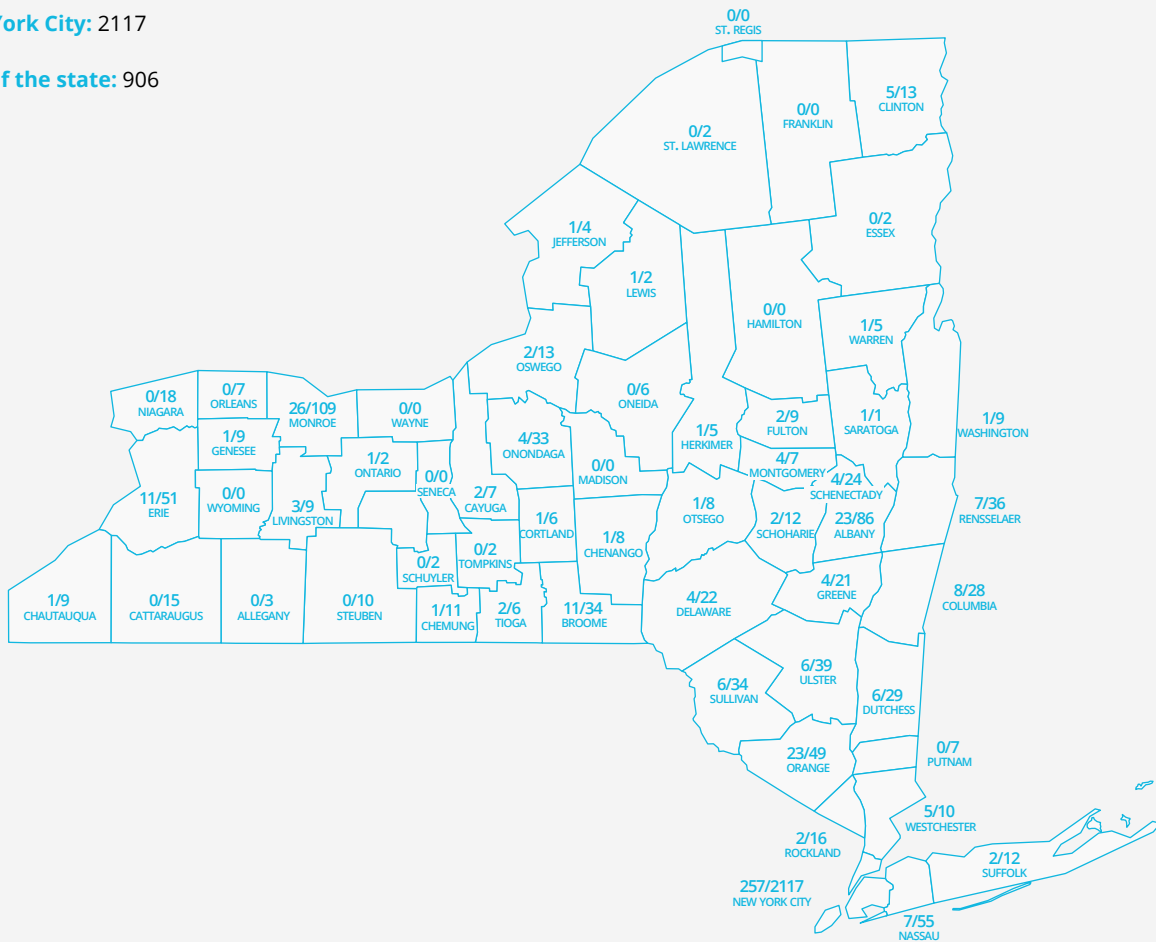 ork City: 2117
f the state: 906
0/0
ST. REGIS
5/13
CLINTON
0/0
FRANKLIN
0/2
ST. LAWRENCE
0/2
ESSEX
1/4
JEFFERSON
1/2
LEWIS
0/0
HAMILTON
1/5
WARREN
2/13
OSWEGO
0/6
ONEIDA
0/18
NIAGARA
0/7
ORLEANS
26/109
MONROE
0/0
WAYNE
1/5
HERKIMER
2/9
FULTON
1/1
SARATOGA
1/9
WASHINGTON
1/9
GENESEE
1/2
ONTARIO
0/0
SENECA
4/33
ONONDAGA
0/0
MADISON
4/7
MONTGOMERY
4/24
SCHENECTADY
11/51
ERIE
0/0
WYOMING
3/9
LIVINGSTON
2/7
CAYUGA
1/6
CORTLAND
1/8
CHENANGO
1/8
OTSEGO
2/12
SCHOHARIE
23/86
ALBANY
7/36
RENSSELAER
0/2
SCHUYLER
0/2
TOMPKINS
1/9
CHAUTAUQUA
0/15
CATTARAUGUS
0/3
ALLEGANY
0/10
STEUBEN
1/11
CHEMUNG
2/6
TIOGA
11/34
BROOME
4/22
DELAWARE
4/21
GREENE
8/28
COLUMBIA
6/34
SULLIVAN
6/39
ULSTER
6/29
DUTCHESS
23/49
ORANGE
0/7
PUTNAM
5/10
WESTCHESTER
2/16
ROCKLAND
2/12
SUFFOLK
257/2117
NEW YORK CITY
7/55
NASSAU